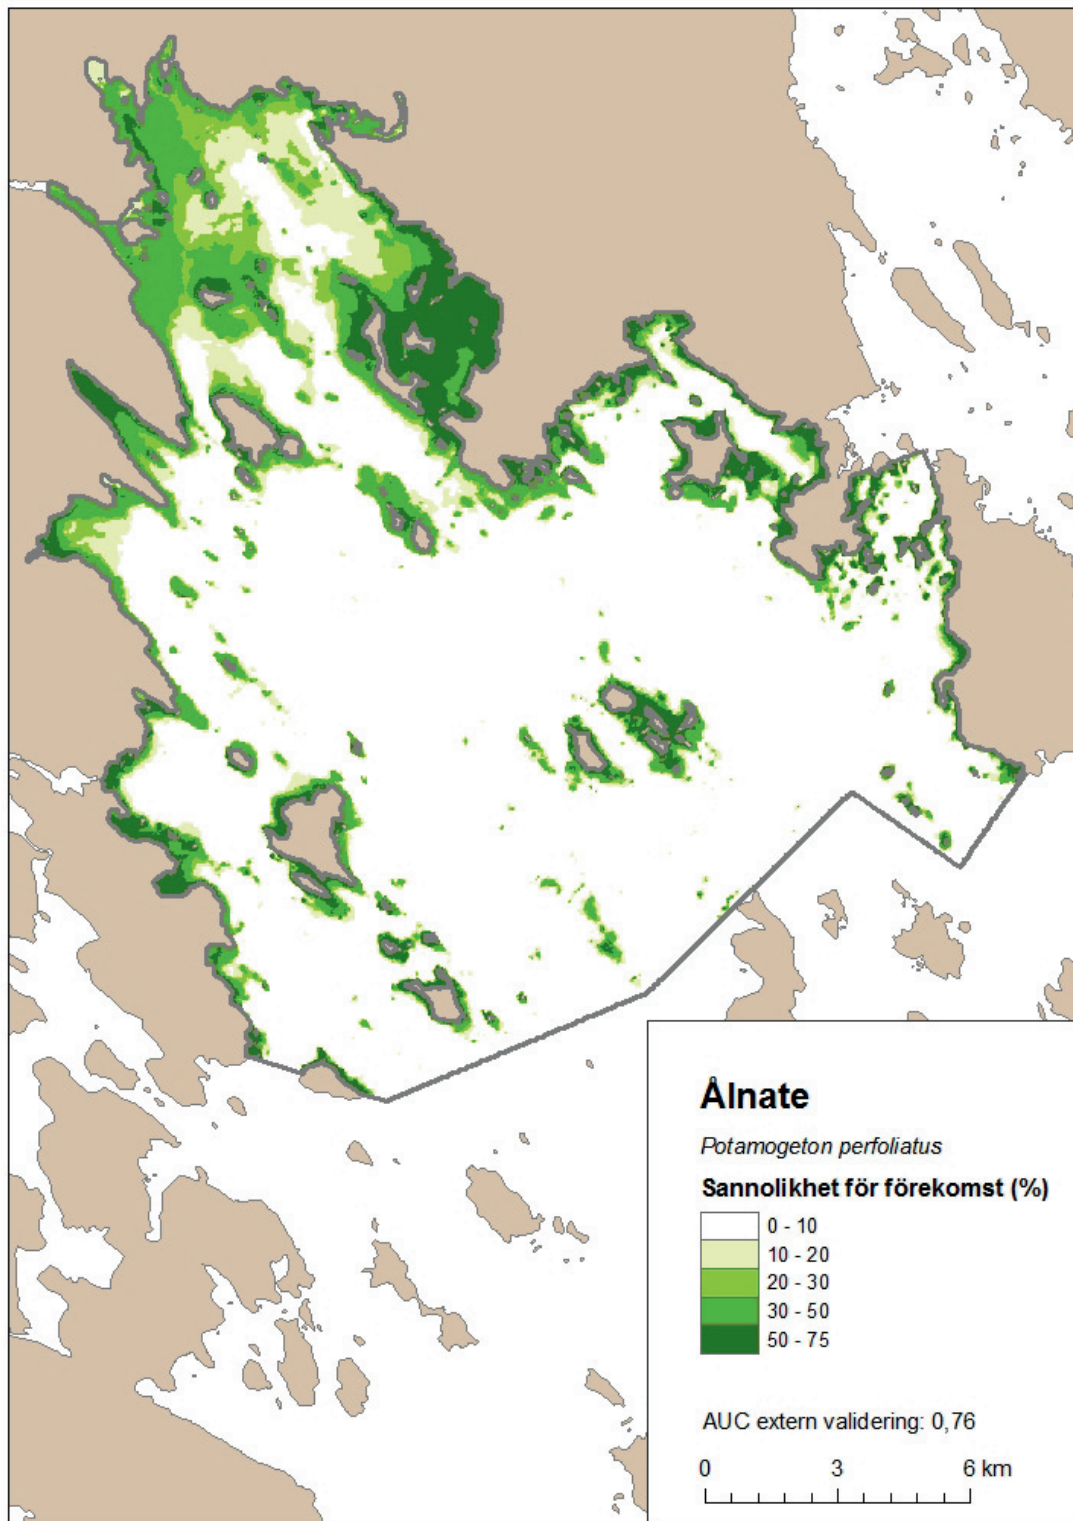 Ålnate
Potamogeton perfoliatus
Sannolikhet för förekomst (%)
0 - 10
10 - 20
20 - 30
30 - 50
50 - 75
AUC extern validering: 0,76
0 3 6 km